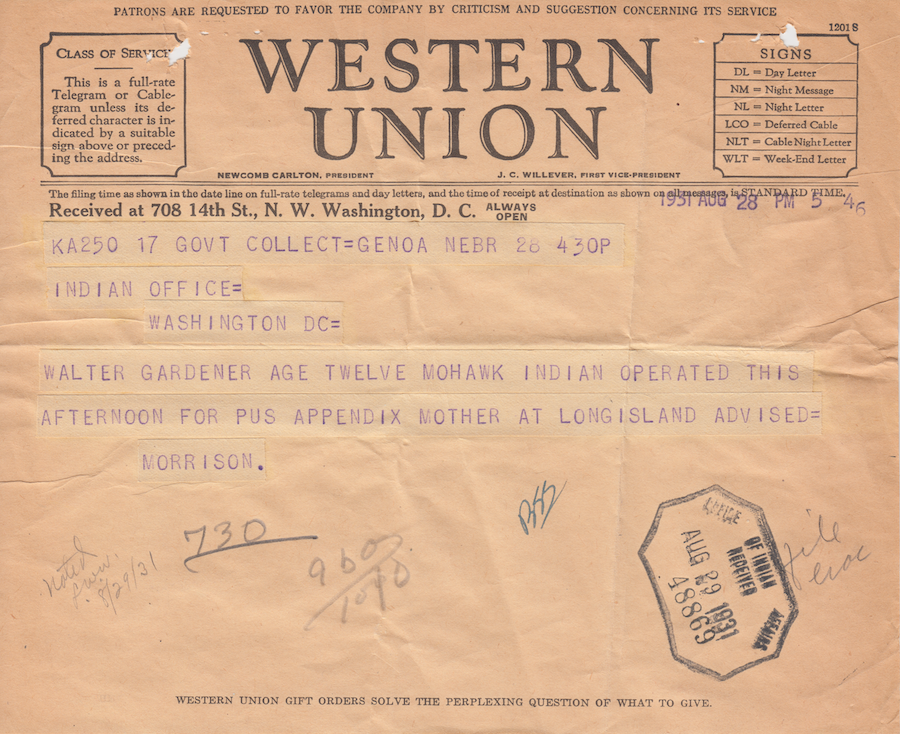 PATRONS ARE REQUESTED TO FAVOR THE COMPANY BY CRITICISM AND SUGGESTION CONCERNING ITS SERVICE
1201S
CLASS OF SERVICE
This is a full-rate
Telegram or Cable-
gram unless its de-
ferred character is in-
dicated by a suitable
sign above or preced-
ing the address.
WESTERN
UNION
NEWCOMB CARLTON, PRESIDENT
J. C. WILLEVER, FIRST VICE-PRESIDENT
SIGNS
DL = Day Letter
NM = Night Message
NL = Night Letter
LCO = Deferred Cable
NLT = Cable Night Letter
WLT = Week-End Letter
The filing time as shown in the date line on full-rate telegrams and day letters, and the time of receipt at destination as shown on all messages, is STANDARD TIME.
Received at 708 14th St., N. W. Washington, D. C. ALWAYS OPEN
1931 AUG 28 PM 5 46
KA250 17 GOVT COLLECT=GENOA NEBR 28 430P
INDIAN OFFICE=
WASHINGTON DC=
WALTER GARDENER AGE TWELVE MOHAWK INDIAN OPERATED THIS
AFTERNOON FOR PUS APPENDIX MOTHER AT LONGISLAND ADVISED=
MORRISON.
730
Noted
8/29/31
File
OFFICE
OF INDIAN
AFFAIRS
RECEIVED
AUG 29 1931
48869
WESTERN UNION GIFT ORDERS SOLVE THE PERPLEXING QUESTION OF WHAT TO GIVE.